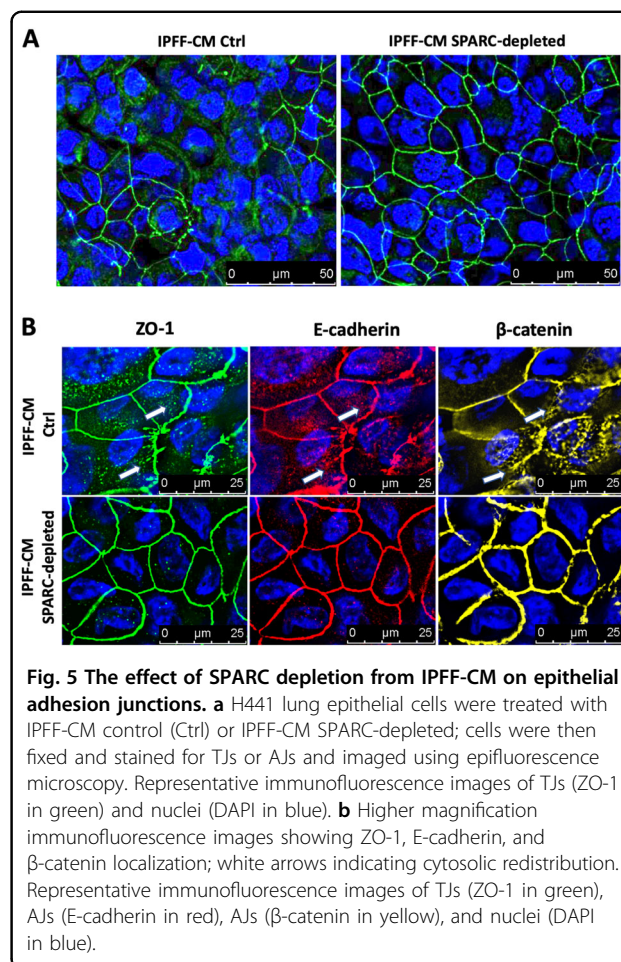 A
IPFF-CM Ctrl
IPFF-CM SPARC-depleted
0 µm 50
0 µm 50
B
ZO-1
E-cadherin
β-catenin
IPFF-CM
Ctrl
0 µm 25
0 µm 25
0 µm 25
IPFF-CM
SPARC-depleted
0 µm 25
0 µm 25
0 µm 25
Fig. 5 The effect of SPARC depletion from IPFF-CM on epithelial
adhesion junctions. a H441 lung epithelial cells were treated with
IPFF-CM control (Ctrl) or IPFF-CM SPARC-depleted; cells were then
fixed and stained for TJs or AJs and imaged using epifluorescence
microscopy. Representative immunofluorescence images of TJs (ZO-1
in green) and nuclei (DAPI in blue). b Higher magnification
immunofluorescence images showing ZO-1, E-cadherin, and
β-catenin localization; white arrows indicating cytosolic redistribution.
Representative immunofluorescence images of TJs (ZO-1 in green),
AJs (E-cadherin in red), AJs (β-catenin in yellow), and nuclei (DAPI
in blue).